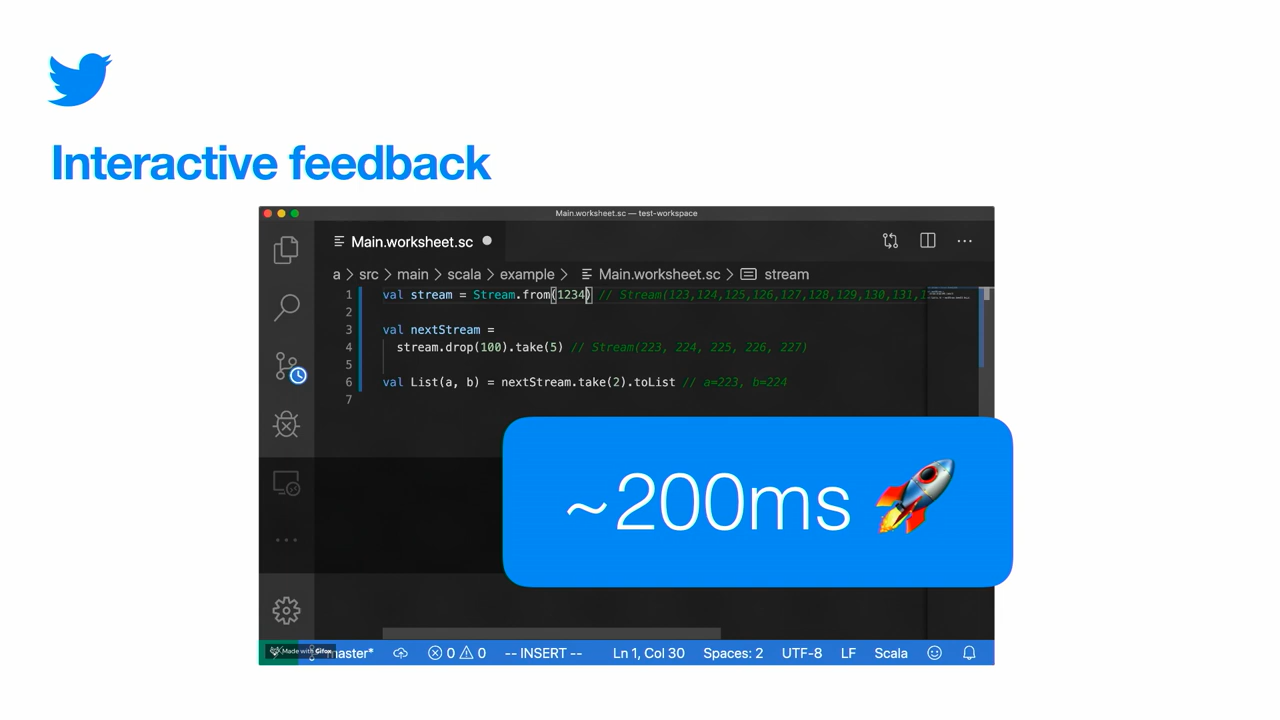 Interactive feedback
Main.worksheet.sc — test-workspace
Main.worksheet.sc
a > src > main > scala > example > Main.worksheet.sc > stream
1 val stream = Stream.from(1234) // Stream(123,124,125,126,127,128,129,130,131,1
2
3 val nextStream =
4 stream.drop(100).take(5) // Stream(223, 224, 225, 226, 227)
5
6 val List(a, b) = nextStream.take(2).toList // a=223, b=224
7
~200ms
Made with Gifox
master* 0 0 -- INSERT -- Ln 1, Col 30 Spaces: 2 UTF-8 LF Scala